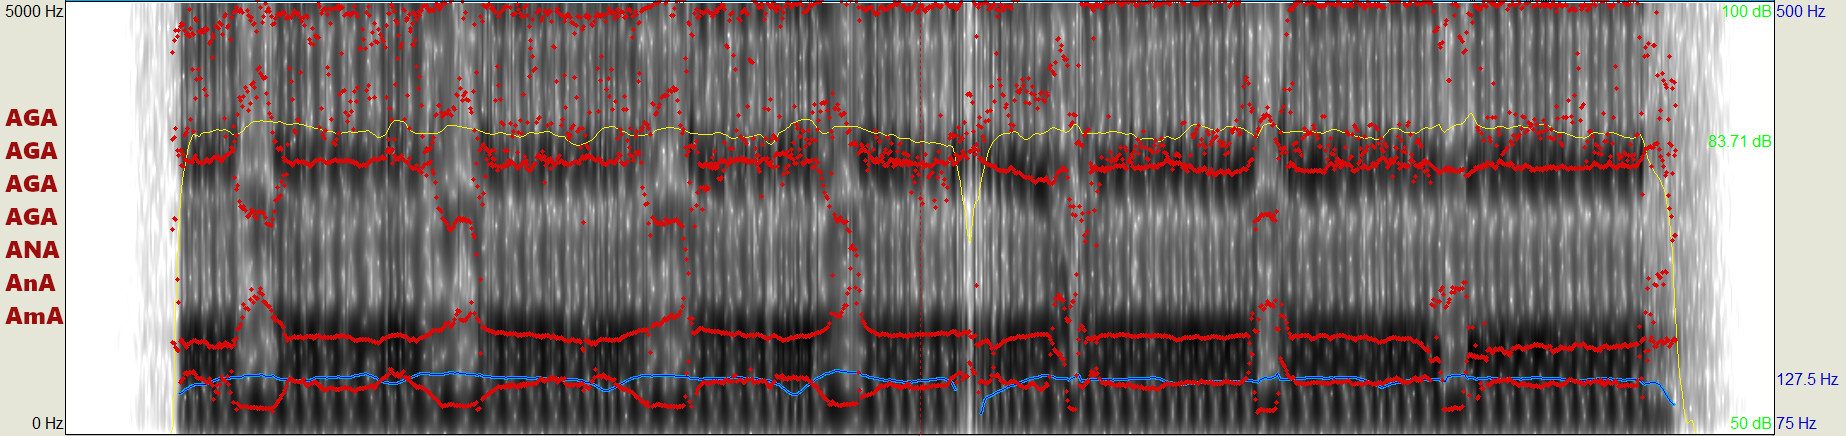 5000 Hz 100 dB 500 Hz
AGA
AGA 83.71 dB
AGA
AGA
ANA
AnA
AmA
127.5 Hz
0 Hz 50 dB 75 Hz